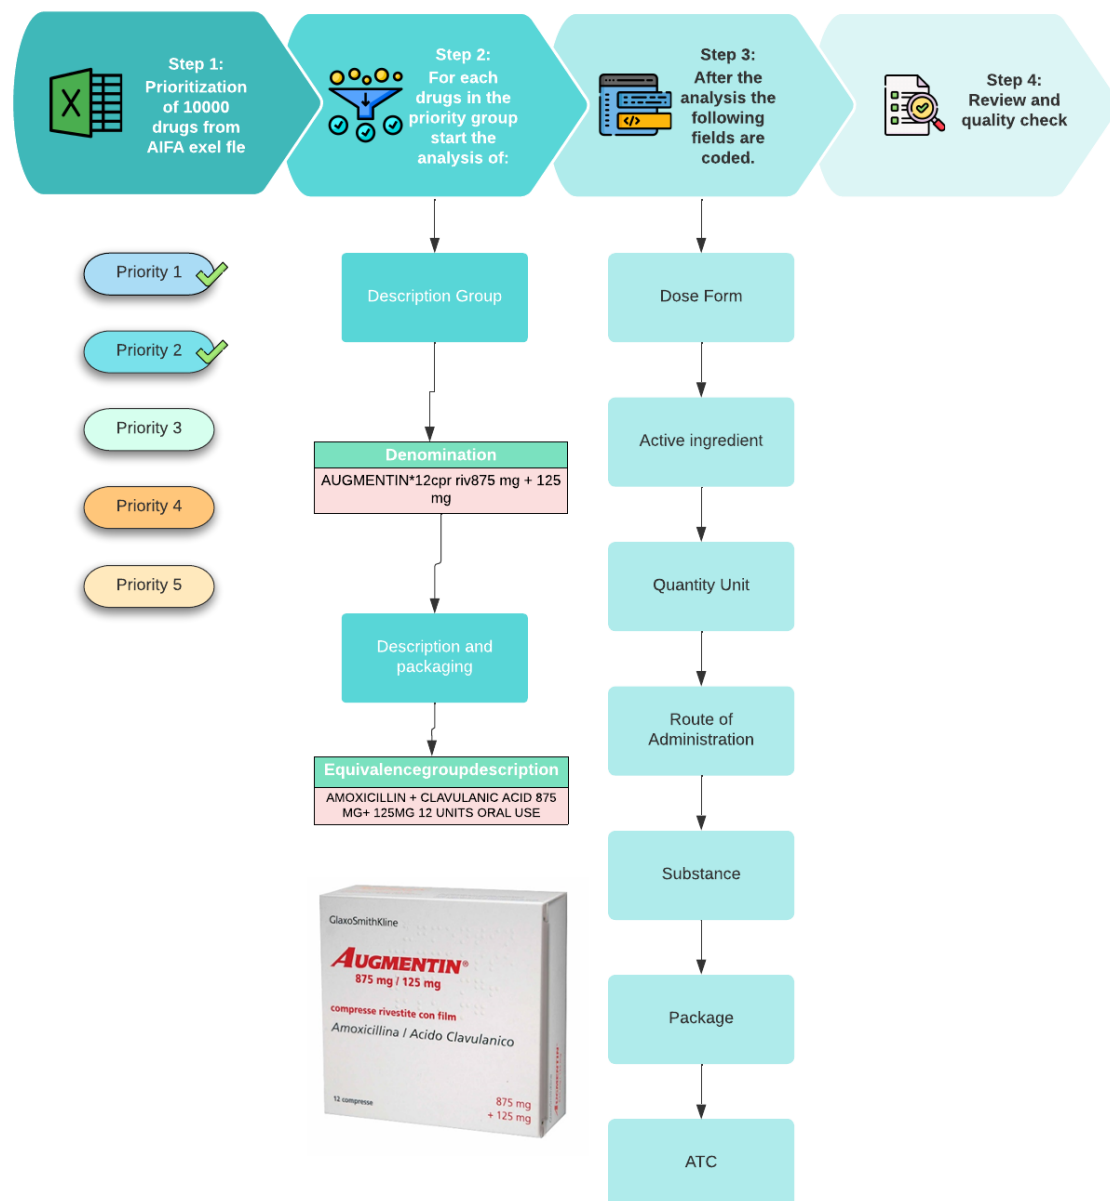 Step 1:
Prioritization
of 10000
drugs from
AIFA exel fle
Step 2:
For each
drugs in the
priority group
start the
analysis of:
Step 3:
After the
analysis the
following
fields are
coded.
Step 4:
Review and
quality check
Priority 1
Priority 2
Priority 3
Priority 4
Priority 5
Description Group
Denomination
AUGMENTIN*12cpr riv875 mg + 125
mg
Description and
packaging
Equivalencegroupdescription
AMOXICILLIN + CLAVULANIC ACID 875
MG+ 125MG 12 UNITS ORAL USE
GlaxoSmithKline
AUGMENTIN®
875 mg / 125 mg
compresse rivestite con film
Amoxicillina / Acido Clavulanico
12 compresse
875 mg
+ 125 mg
AUGMENTIN
Dose Form
Active ingredient
Quantity Unit
Route of
Administration
Substance
Package
ATC